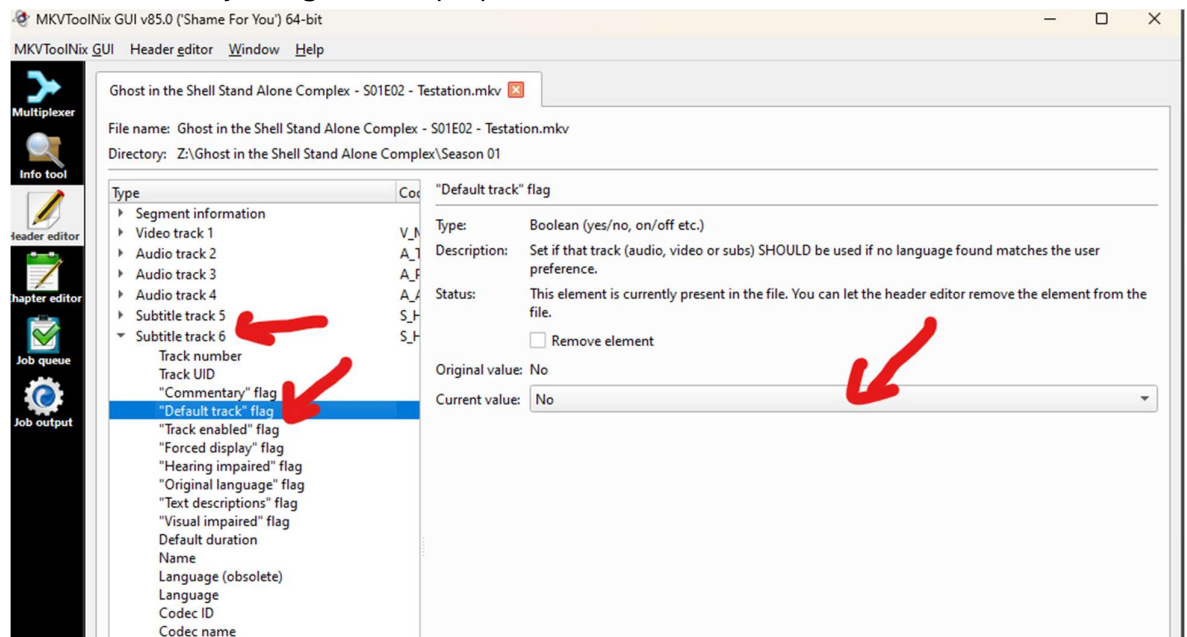 MKVToolNix GUI v85.0 ('Shame For You') 64-bit
MKVToolNix GUI Header editor Window Help
Multiplexer
Info tool
Header editor
Chapter editor
Job queue
Job output
Ghost in the Shell Stand Alone Complex - S01E02 - Testation.mkv
File name: Ghost in the Shell Stand Alone Complex - S01E02 - Testation.mkv
Directory: Z:\Ghost in the Shell Stand Alone Complex\Season 01
Type
Segment information
Video track 1
Audio track 2
Audio track 3
Audio track 4
Subtitle track 5
Subtitle track 6
Track number
Track UID
"Commentary" flag
"Default track" flag
"Track enabled" flag
"Forced display" flag
"Hearing impaired" flag
"Original language" flag
"Text descriptions" flag
"Visual impaired" flag
Default duration
Name
Language (obsolete)
Language
Codec ID
Codec name
"Default track" flag
Type: Boolean (yes/no, on/off etc.)
Description: Set if that track (audio, video or subs) SHOULD be used if no language found matches the user
preference.
Status: This element is currently present in the file. You can let the header editor remove the element from the
file.
Remove element
Original value: No
Current value: No